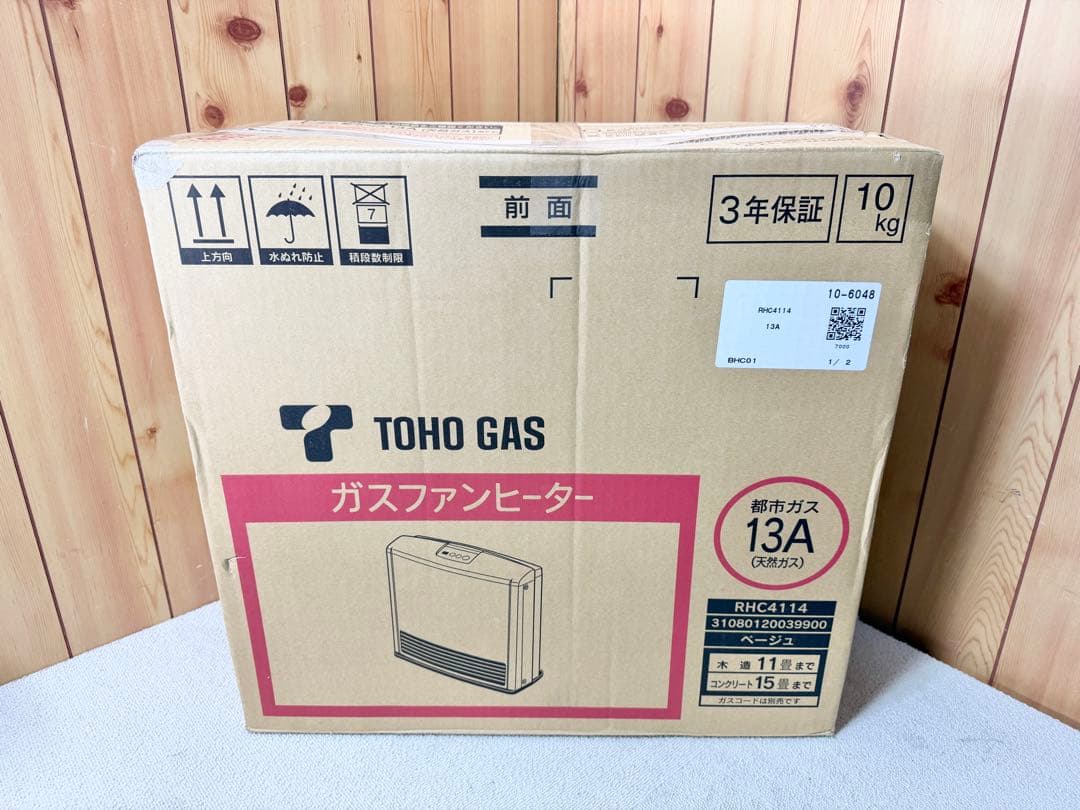 上方向
水ぬれ防止
7
積段数制限
前面
3年保証
10
kg
10-6048
RHC4114
13A
7000
BHC01
1/ 2
TOHO GAS
ガスファンヒーター
都市ガス
13A
(天然ガス)
RHC4114
31080120039900
ベージュ
木造 11畳まで
コンクリート 15畳まで
ガスコードは別売です